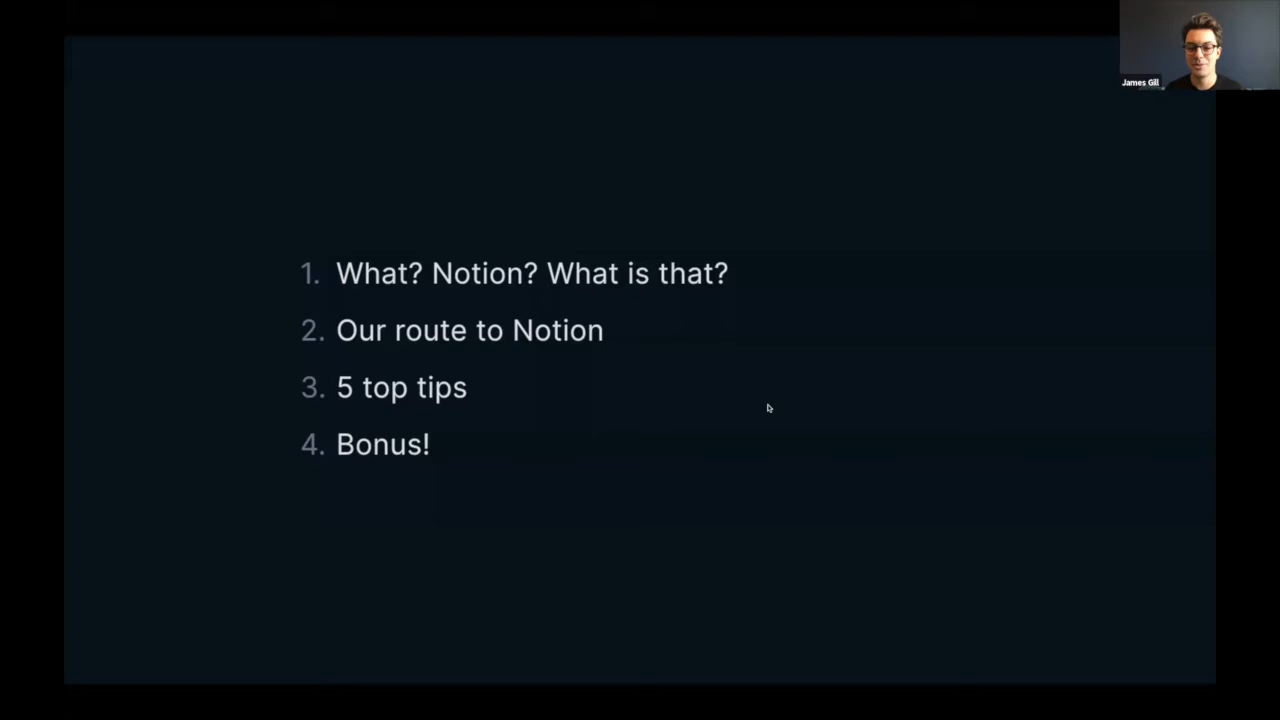 James Gill
1. What? Notion? What is that?
2. Our route to Notion
3. 5 top tips
4. Bonus!